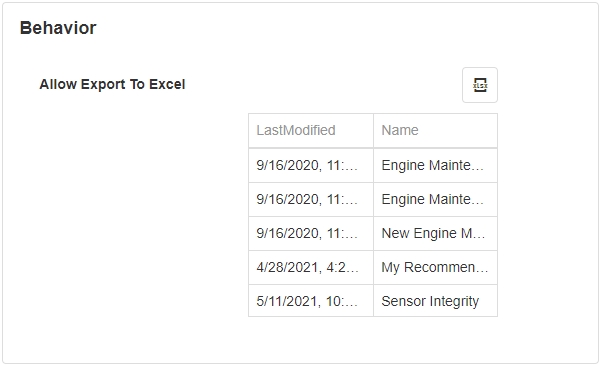 Behavior
Allow Export To Excel
XLSX
LastModified Name
9/16/2020, 11:... Engine Mainte...
9/16/2020, 11:... Engine Mainte...
9/16/2020, 11:... New Engine M...
4/28/2021, 4:2... My Recommen...
5/11/2021, 10:... Sensor Integrity